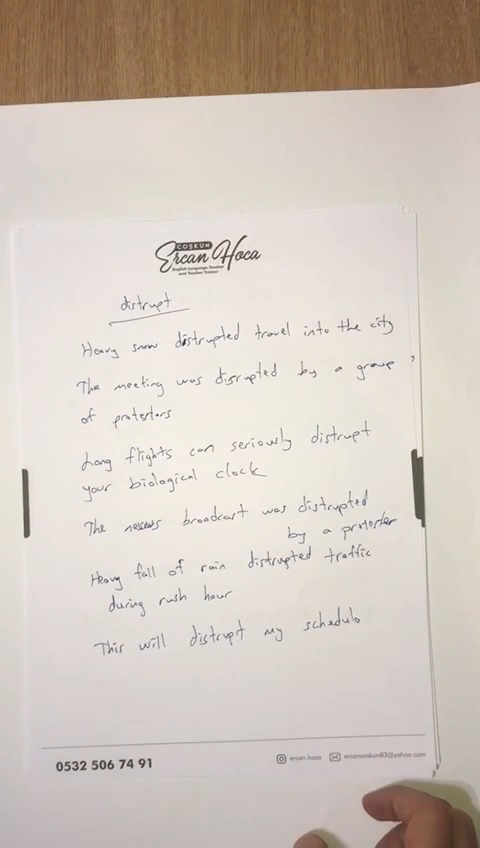 COSKUN
Ercan Hoca
English Language Teacher
and Teacher Trainer
distrupt
Heavy snow distrupted travel into the city
The meeting was disrupted by a group
of protestors
Long flights can seriously distrupt
your biological clock
The news broadcast was distrupted
by a protester
Heavy fall of rain distrupted traffic
during rush hour
This will distrupt my schedule
0532 506 74 91
ercan.hoca
ercancoskun83@yahoo.com